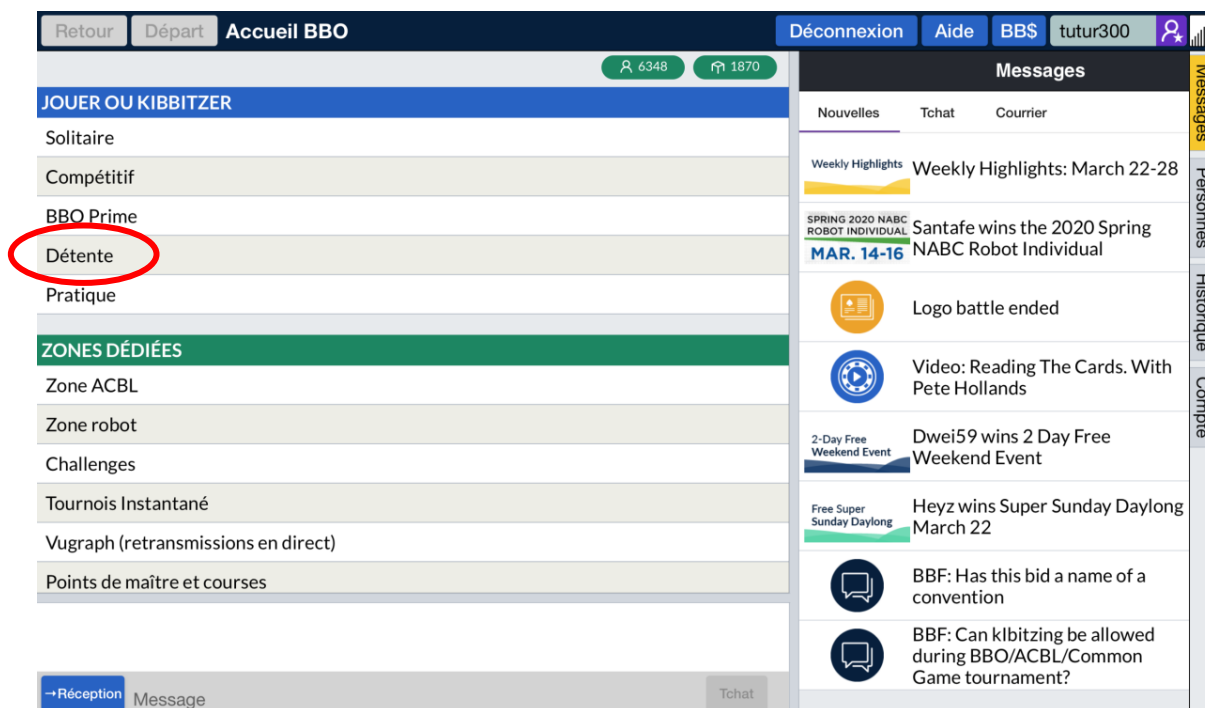 Retour Départ Accueil BBO Déconnexion Aide BB$ tutur300
6348 1870
JOUER OU KIBBITZER
Solitaire
Compétitif
BBO Prime
Détente
Pratique
ZONES DÉDIÉES
Zone ACBL
Zone robot
Challenges
Tournois Instantané
Vugraph (retransmissions en direct)
Points de maître et courses
→Réception Message Tchat
Messages
Nouvelles Tchat Courrier
Weekly Highlights
Weekly Highlights: March 22-28
SPRING 2020 NABC
ROBOT INDIVIDUAL
MAR. 14-16
Santafe wins the 2020 Spring
NABC Robot Individual
Logo battle ended
Video: Reading The Cards. With
Pete Hollands
2-Day Free
Weekend Event
Dwei59 wins 2 Day Free
Weekend Event
Free Super
Sunday Daylong
Heyz wins Super Sunday Daylong
March 22
BBF: Has this bid a name of a
convention
BBF: Can kIbitzing be allowed
during BBO/ACBL/Common
Game tournament?
Messages
Personnes
Historique
Compte